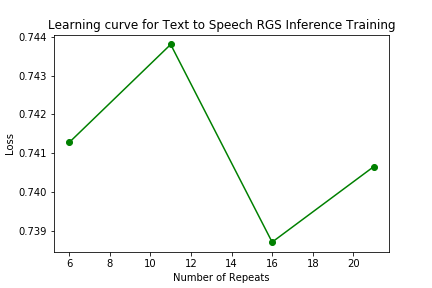 Learning curve for Text to Speech RGS Inference Training
0.744
0.743
0.742
0.741
0.740
0.739
Loss
6 8 10 12 14 16 18 20
Number of Repeats